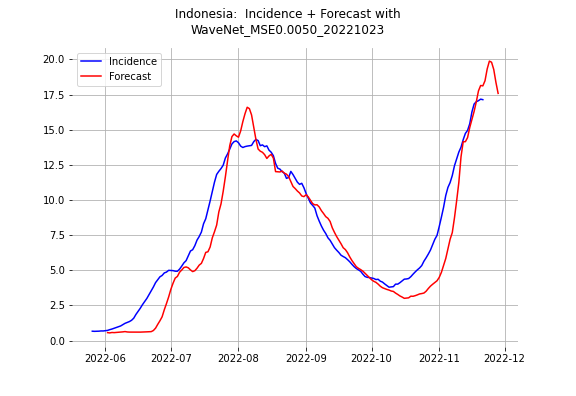 Indonesia:  Incidence + Forecast with
WaveNet_MSE0.0050_20221023
Incidence
Forecast
20.0
17.5
15.0
12.5
10.0
7.5
5.0
2.5
0.0
2022-06 2022-07 2022-08 2022-09 2022-10 2022-11 2022-12